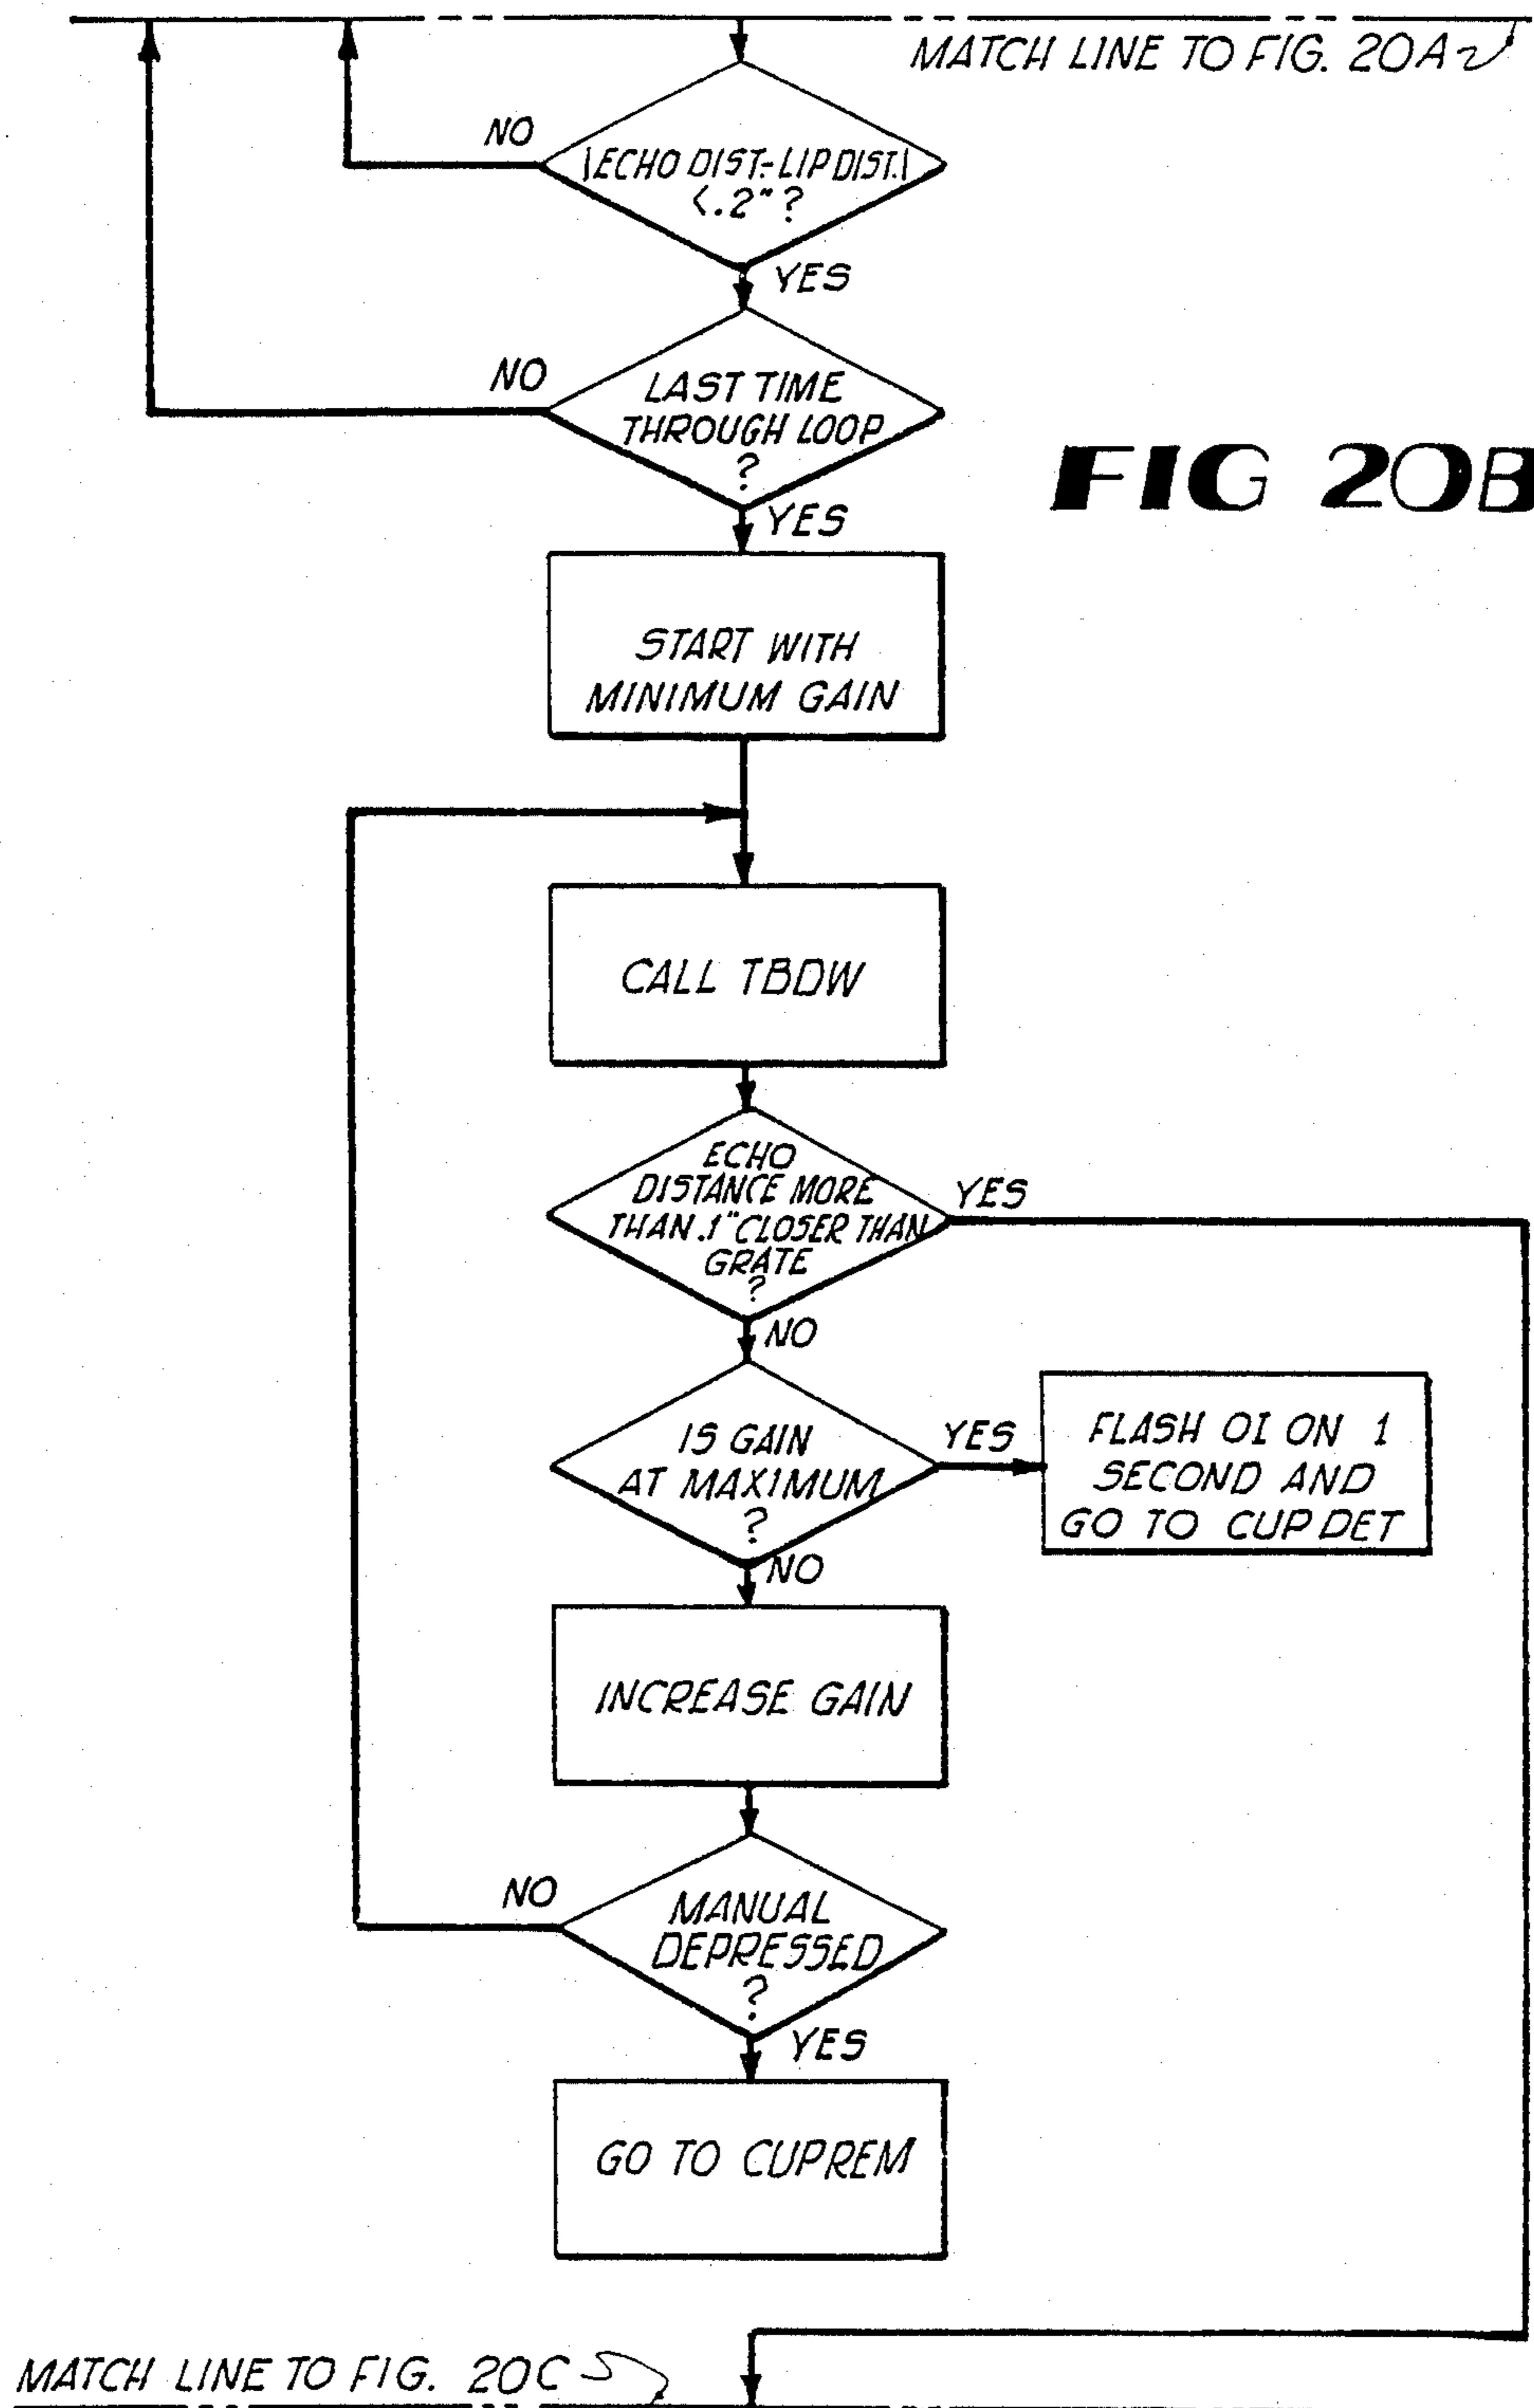 MATCH LINE TO FIG. 20A
NO
|ECHO DIST.-LIP DIST.|
<.2"?
YES
NO
LAST TIME
THROUGH LOOP
?
FIG 20B
YES
START WITH
MINIMUM GAIN
CALL TBDW
ECHO
DISTANCE MORE
THAN .1" CLOSER THAN
GRATE
?
YES
NO
IS GAIN
AT MAXIMUM
?
YES
FLASH OI ON 1
SECOND AND
GO TO CUPDET
NO
INCREASE GAIN
NO
MANUAL
DEPRESSED
?
YES
GO TO CUPREM
MATCH LINE TO FIG. 20C